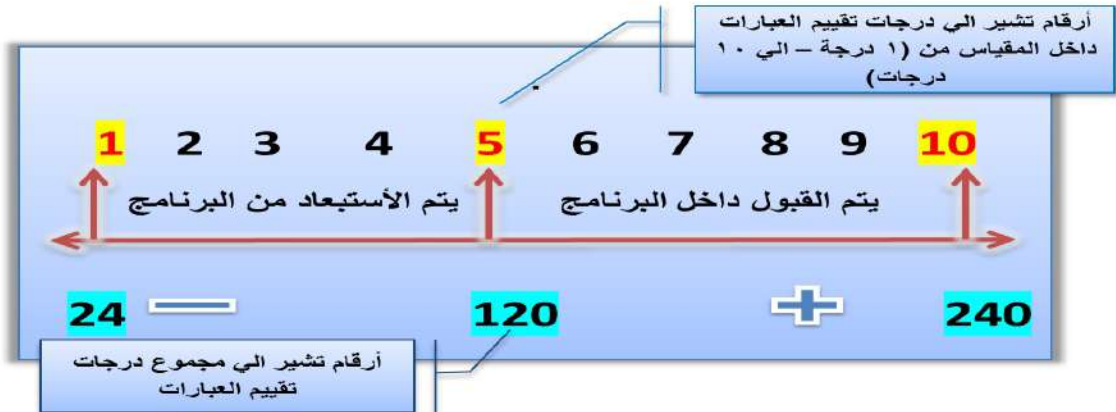 أرقام تشير الي درجات تقييم العبارات
داخل المقياس من (١ درجة – الي ١٠
درجات)
1 2 3 4 5 6 7 8 9 10
يتم الأستبعاد من البرنامج
يتم القبول داخل البرنامج
24 − 120 + 240
أرقام تشير الي مجموع درجات
تقييم العبارات